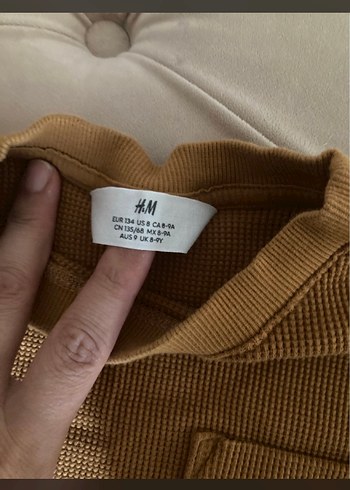 H&M
EUR 134 US 8 CA 8-9A
CN 135/68 MX 8-9A
AUS 9 UK 8-9Y